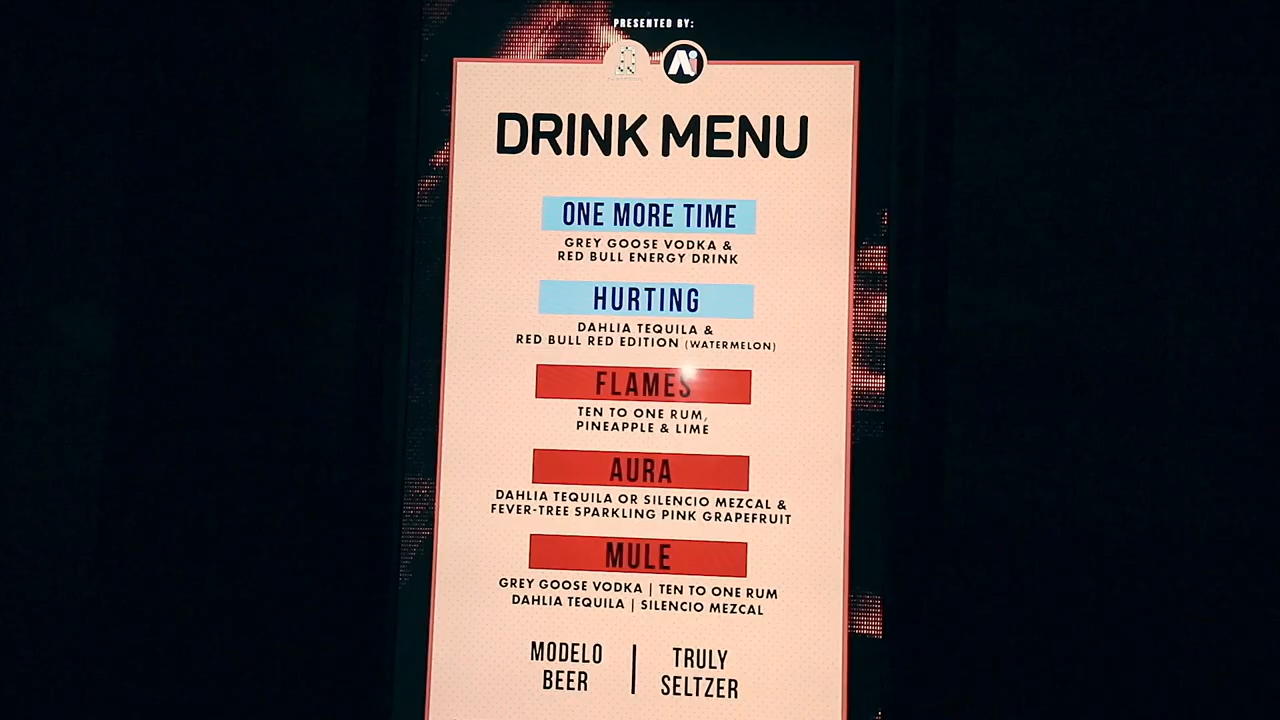 PRESENTED BY:
Ai
DRINK MENU
ONE MORE TIME
GREY GOOSE VODKA &
RED BULL ENERGY DRINK
HURTING
DAHLIA TEQUILA &
RED BULL RED EDITION (WATERMELON)
FLAMES
TEN TO ONE RUM,
PINEAPPLE & LIME
AURA
DAHLIA TEQUILA OR SILENCIO MEZCAL &
FEVER-TREE SPARKLING PINK GRAPEFRUIT
MULE
GREY GOOSE VODKA | TEN TO ONE RUM
DAHLIA TEQUILA | SILENCIO MEZCAL
MODELO BEER | TRULY SELTZER